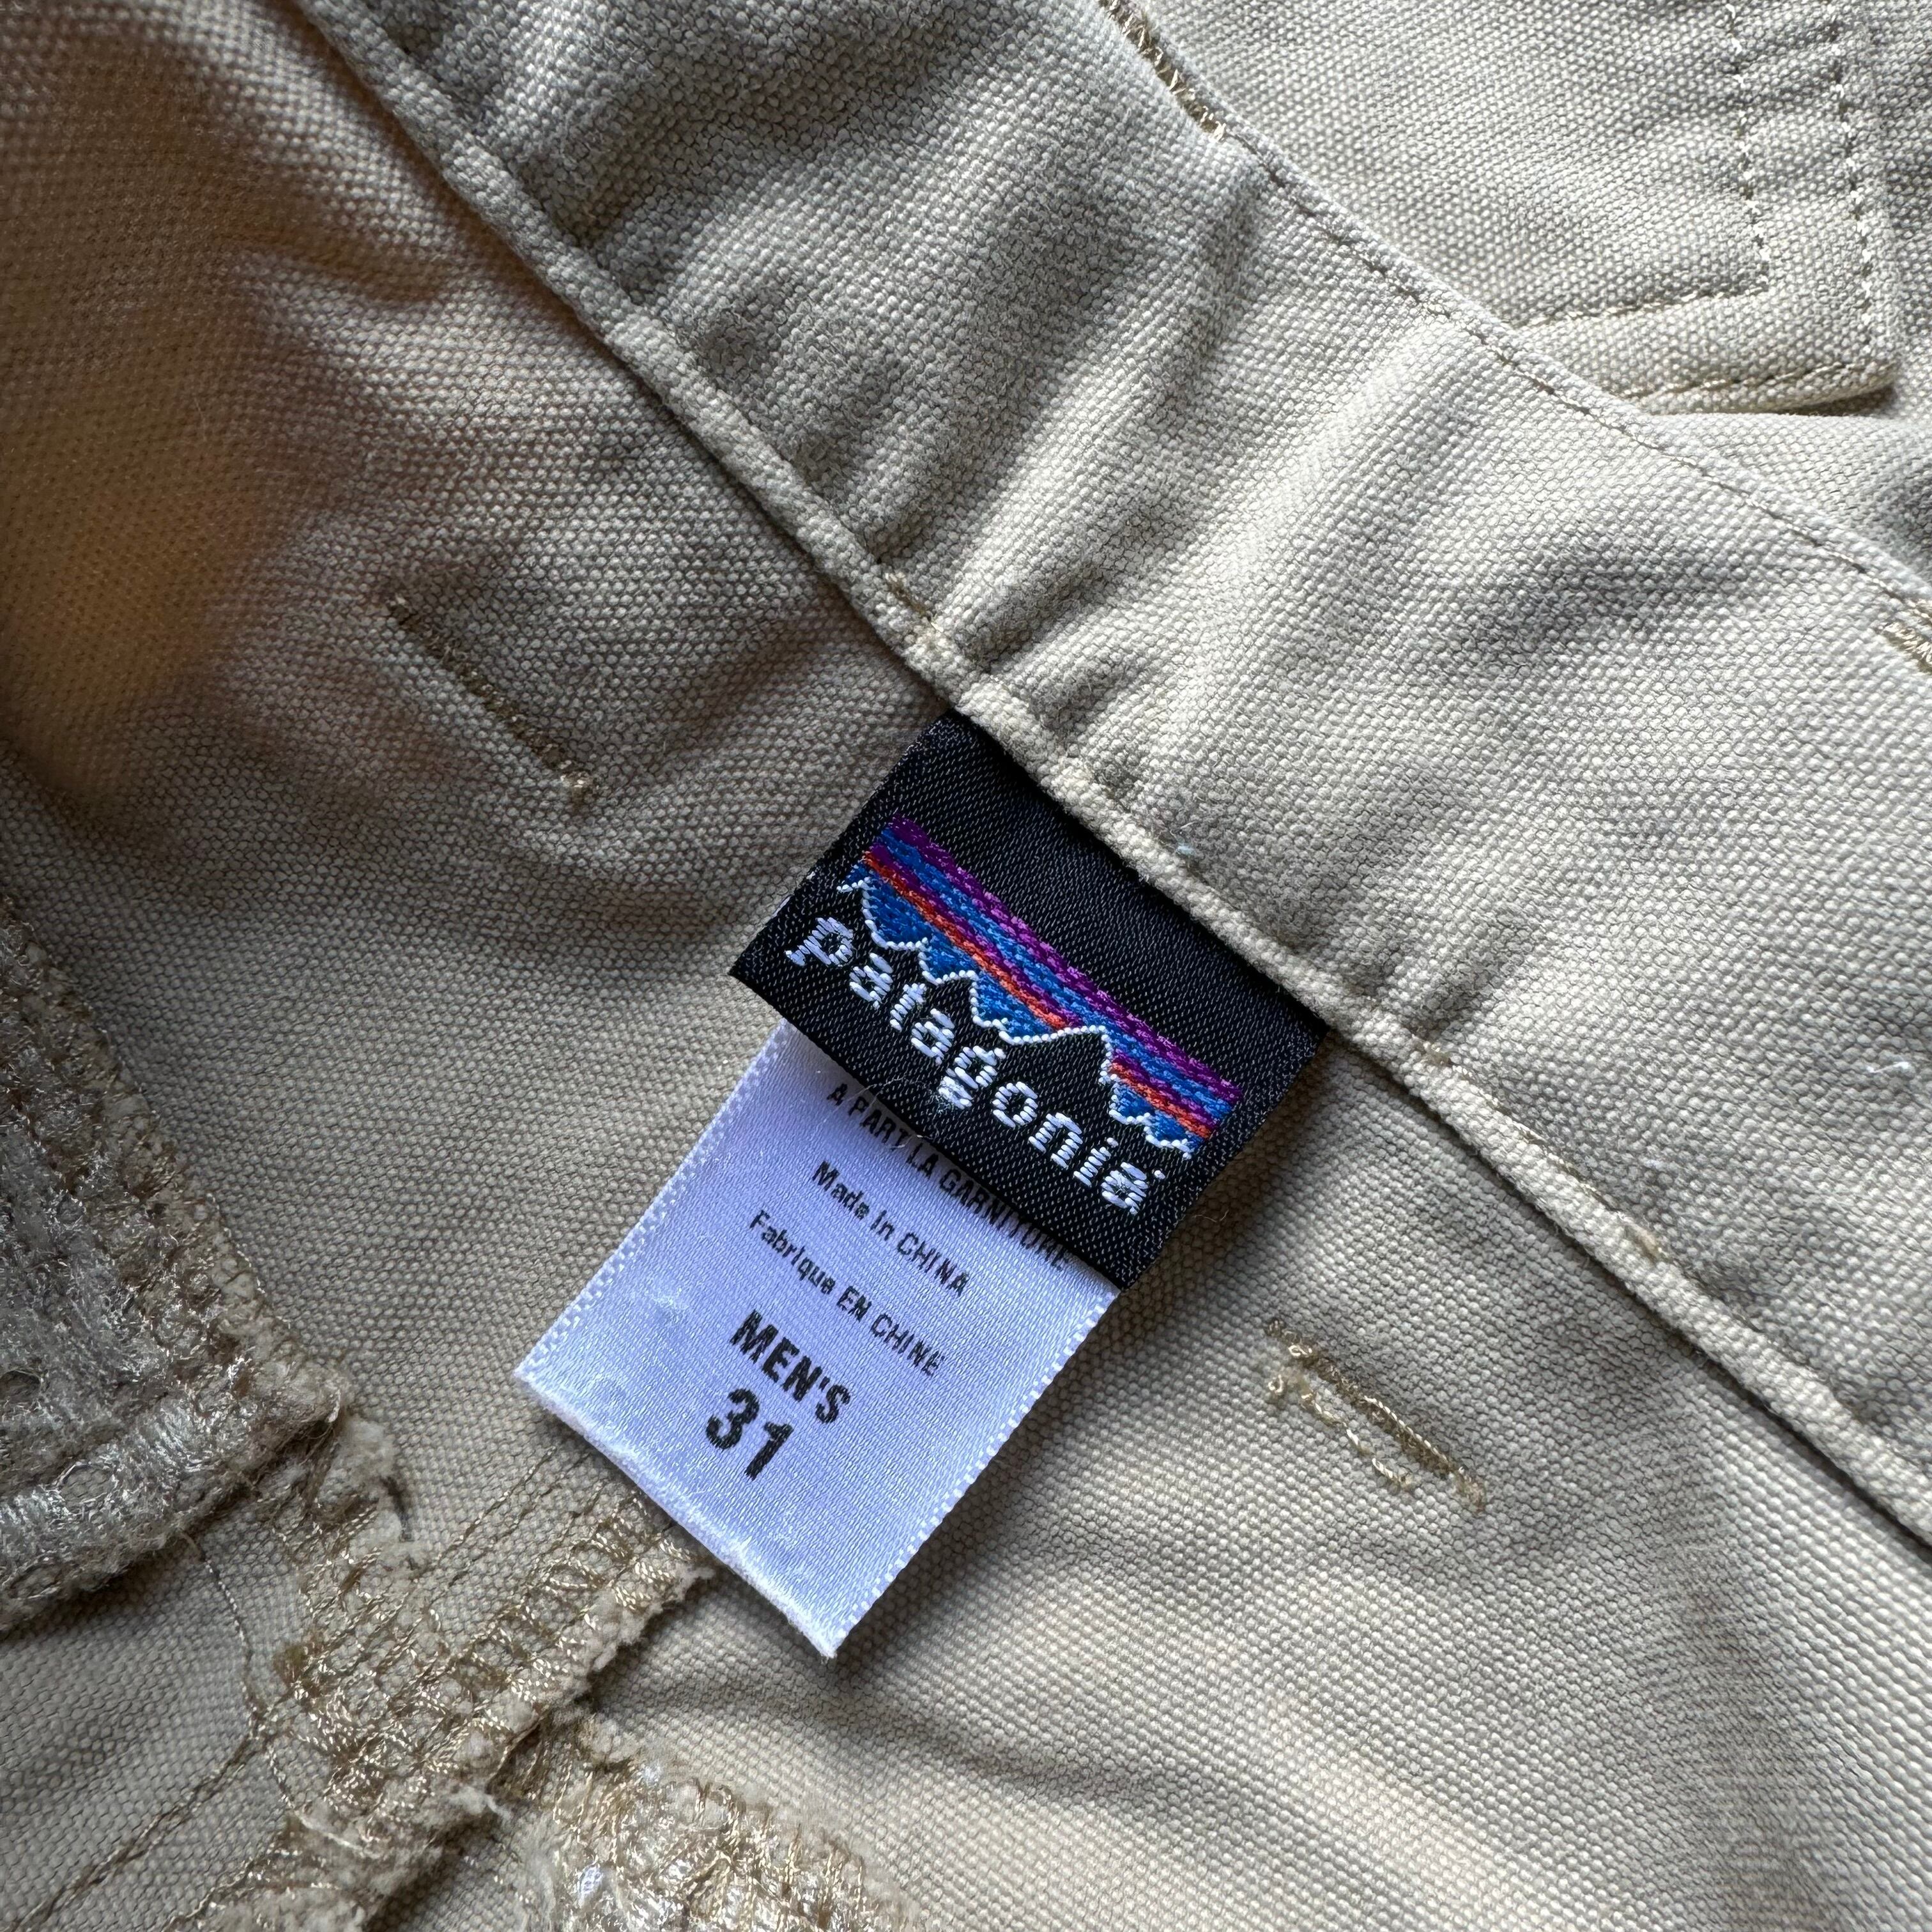 patagonia
A PART LA GARNITURE
Made in CHINA
Fabrique EN CHINE
MEN'S
31